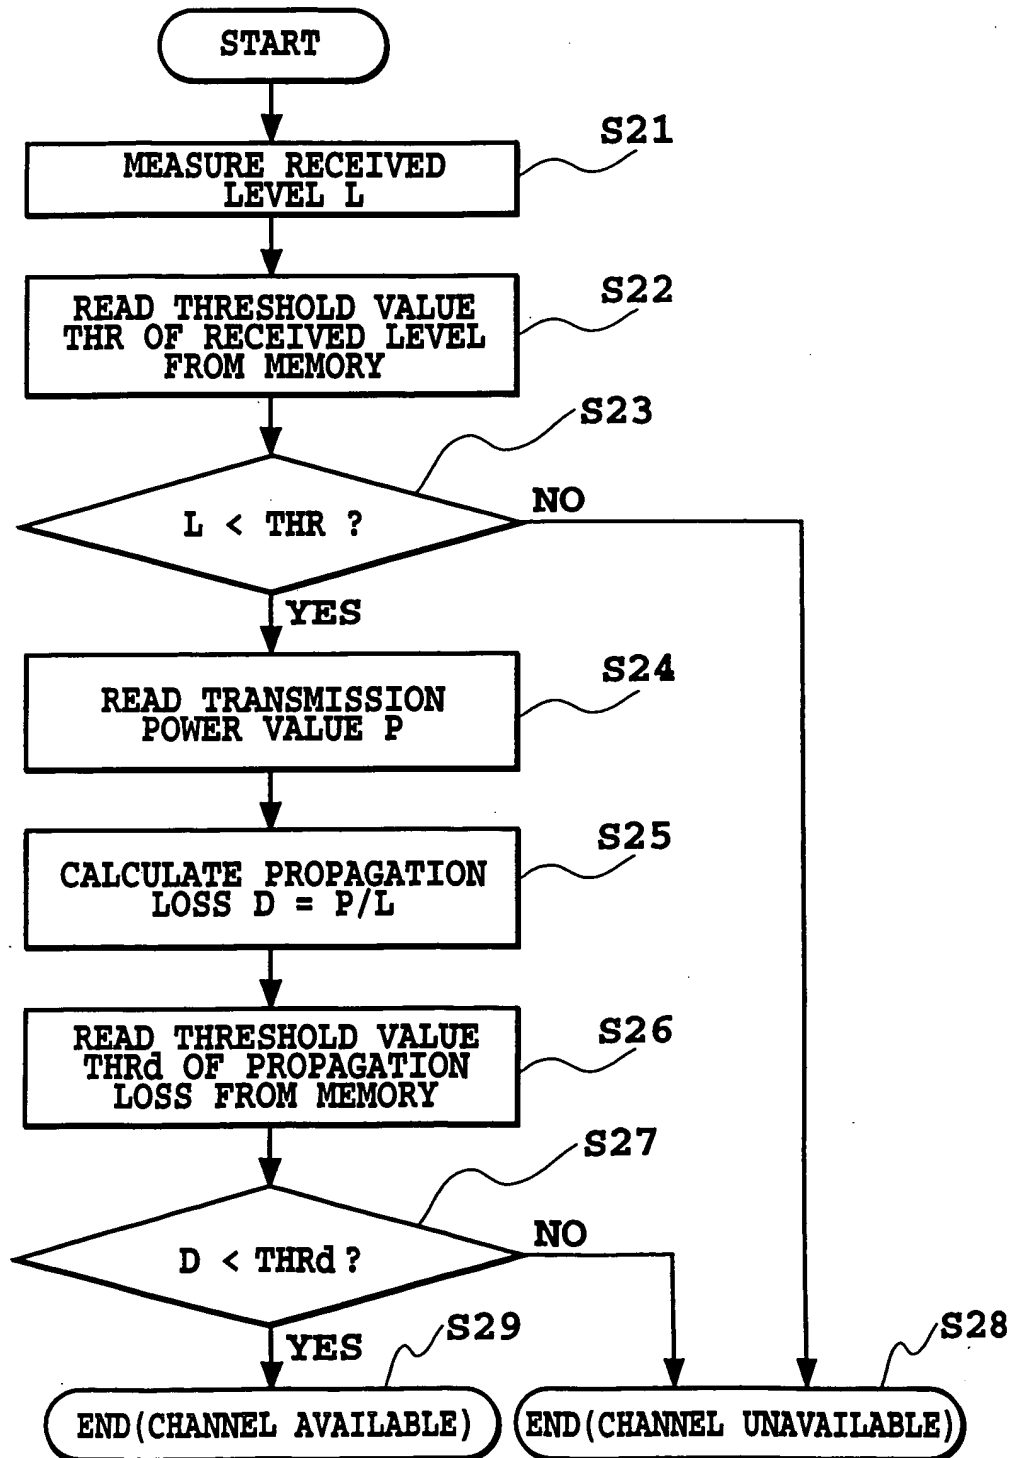 START
S21
MEASURE RECEIVED
LEVEL L
S22
READ THRESHOLD VALUE
THR OF RECEIVED LEVEL
FROM MEMORY
S23
L < THR ?
NO
YES
S24
READ TRANSMISSION
POWER VALUE P
S25
CALCULATE PROPAGATION
LOSS D = P/L
S26
READ THRESHOLD VALUE
THRd OF PROPAGATION
LOSS FROM MEMORY
S27
D < THRd ?
NO
YES
S29
S28
END(CHANNEL AVAILABLE)
END(CHANNEL UNAVAILABLE)